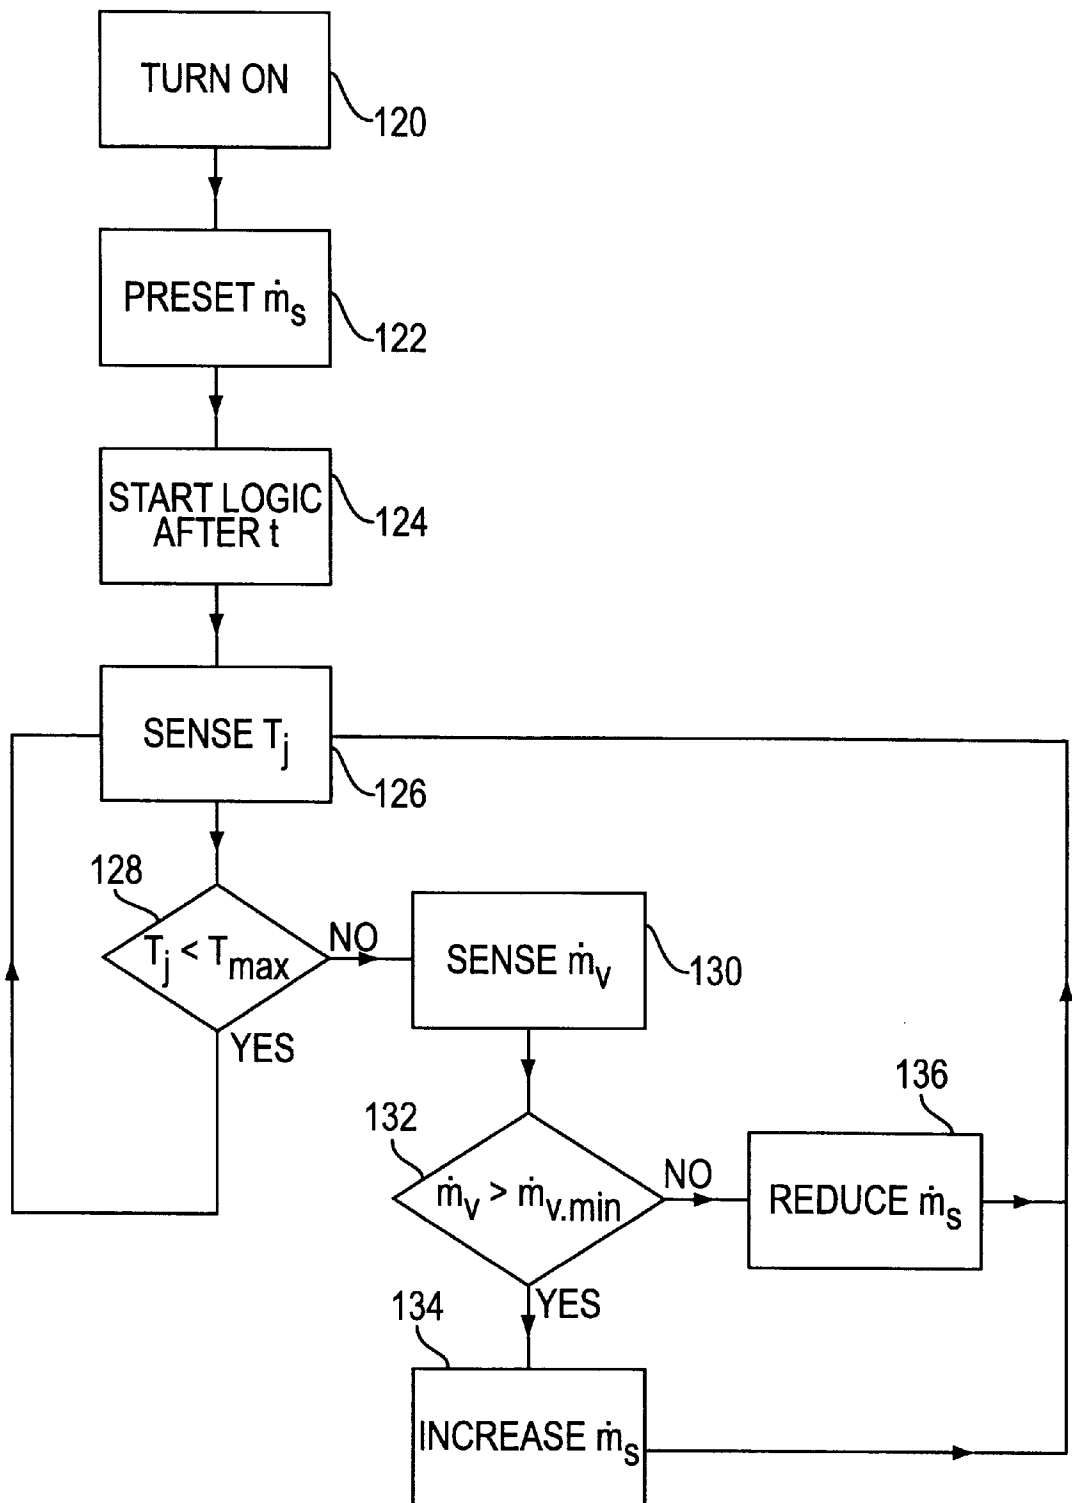 TURN ON
120
PRESET ṁs
122
START LOGIC
AFTER t
124
SENSE Tj
126
128
Tj < Tmax
NO
YES
SENSE ṁv
130
132
ṁv > ṁv.min
NO
YES
136
REDUCE ṁs
134
INCREASE ṁs